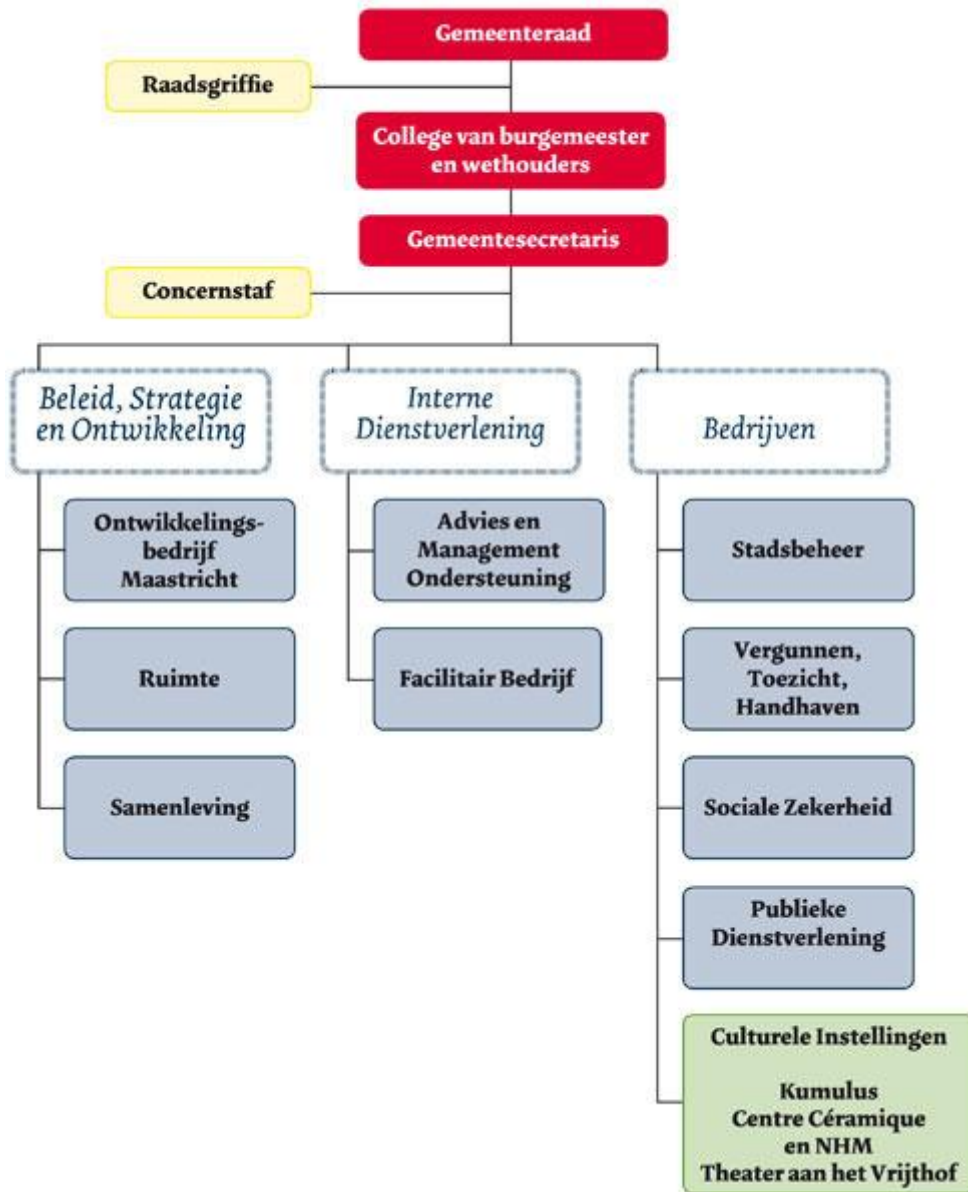 Gemeenteraad
Raadsgriffie
College van burgemeester
en wethouders
Gemeentesecretaris
Concernstaf
Beleid, Strategie
en Ontwikkeling
Ontwikkelings-
bedrijf
Maastricht
Ruimte
Samenleving
Interne
Dienstverlening
Advies en
Management
Ondersteuning
Facilitair Bedrijf
Bedrijven
Stadsbeheer
Vergunnen,
Toezicht,
Handhaven
Sociale Zekerheid
Publieke
Dienstverlening
Culturele Instellingen
Kumulus
Centre Céramique
en NHM
Theater aan het Vrijthof